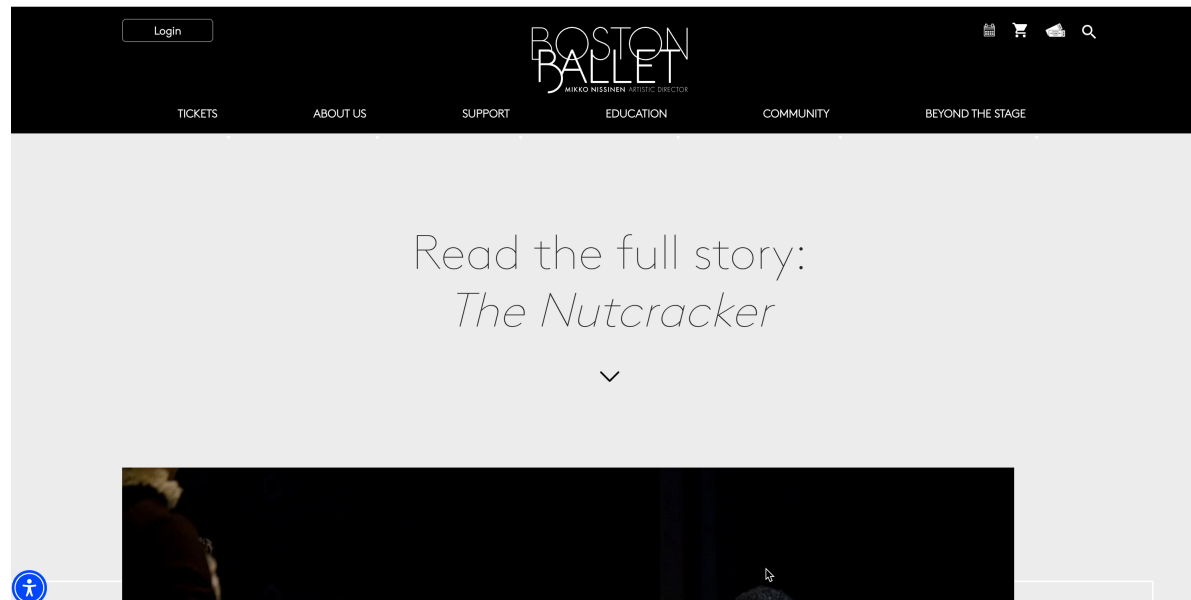 Login
BOSTON
BALLET
MIKKO NISSINEN ARTISTIC DIRECTOR
TICKETS
ABOUT US
SUPPORT
EDUCATION
COMMUNITY
BEYOND THE STAGE
Read the full story:
The Nutcracker